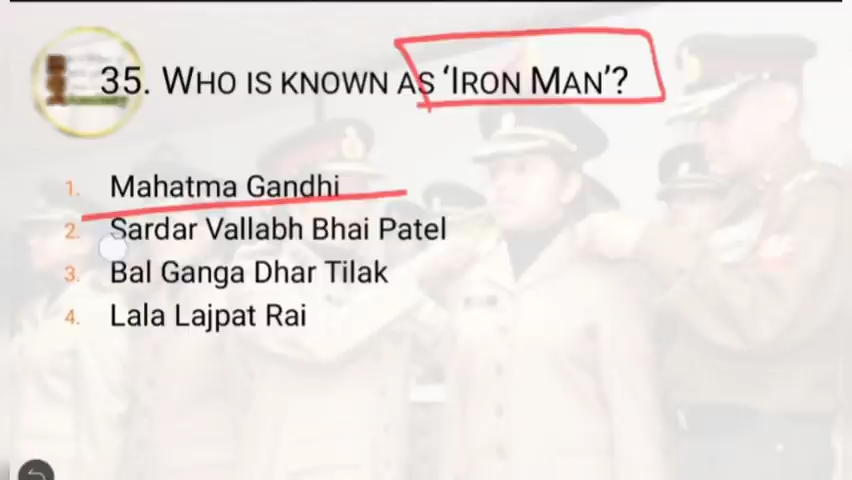 35. WHO IS KNOWN AS ‘IRON MAN’?
1. Mahatma Gandhi
2. Sardar Vallabh Bhai Patel
3. Bal Ganga Dhar Tilak
4. Lala Lajpat Rai